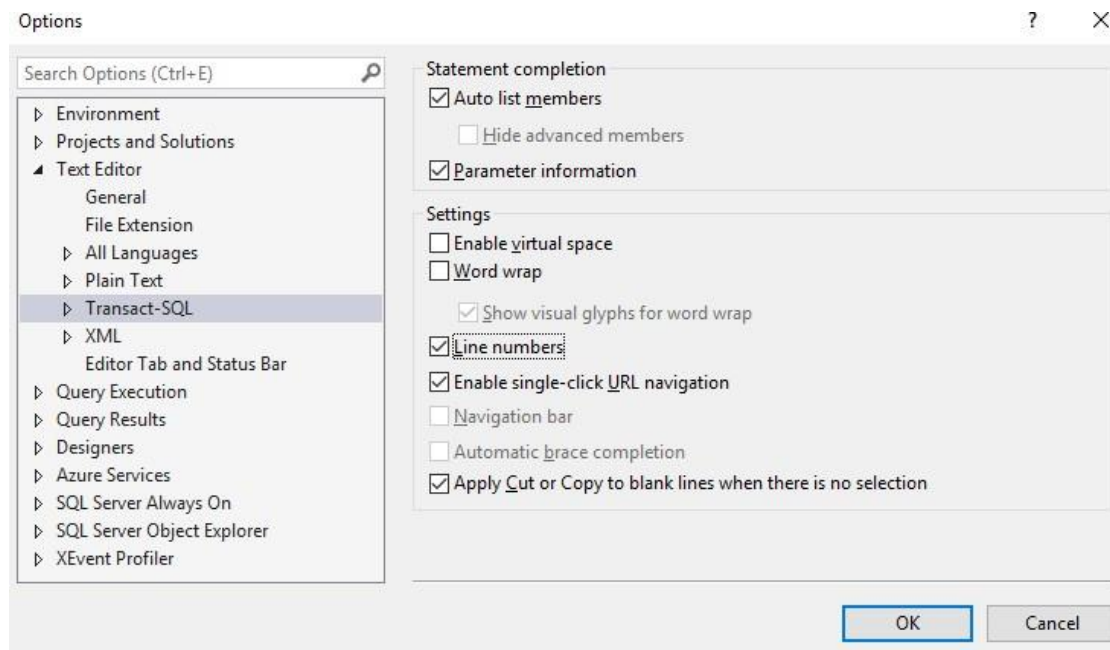 Options
?
Search Options (Ctrl+E)
Environment
Projects and Solutions
Text Editor
General
File Extension
All Languages
Plain Text
Transact-SQL
XML
Editor Tab and Status Bar
Query Execution
Query Results
Designers
Azure Services
SQL Server Always On
SQL Server Object Explorer
XEvent Profiler
Statement completion
Auto list members
Hide advanced members
Parameter information
Settings
Enable virtual space
Word wrap
Show visual glyphs for word wrap
Line numbers
Enable single-click URL navigation
Navigation bar
Automatic brace completion
Apply Cut or Copy to blank lines when there is no selection
OK
Cancel